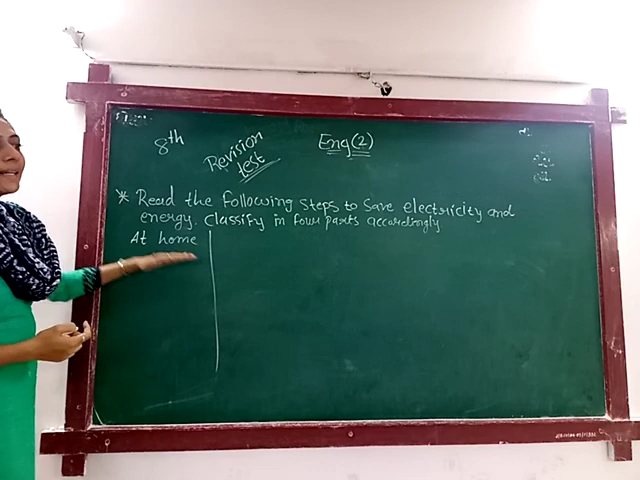 8th
Revision
test
Eng(2)
* Read the following steps to save electricity and
energy. Classify in four parts accordingly.
At home